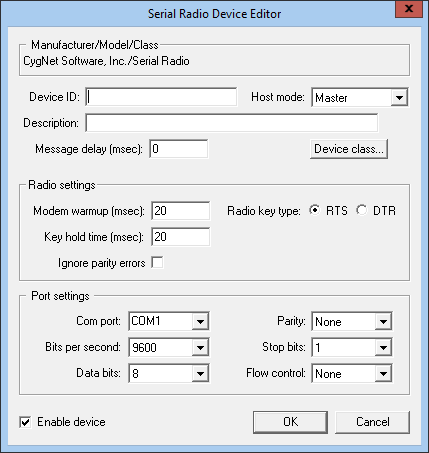 Serial Radio Device Editor
Manufacturer/Model/Class
CygNet Software, Inc./Serial Radio
Device ID: Host mode: Master
Description:
Message delay (msec): 0 Device class...
Radio settings
Modem warmup (msec): 20 Radio key type: RTS DTR
Key hold time (msec): 20
Ignore parity errors
Port settings
Com port: COM1 Parity: None
Bits per second: 9600 Stop bits: 1
Data bits: 8 Flow control: None
Enable device OK Cancel